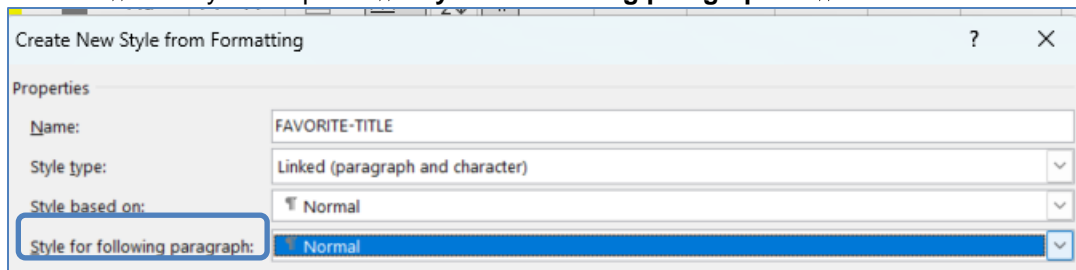 Create New Style from Formatting ? ×
Properties
Name: FAVORITE-TITLE
Style type: Linked (paragraph and character)
Style based on: ¶ Normal
Style for following paragraph: ¶ Normal